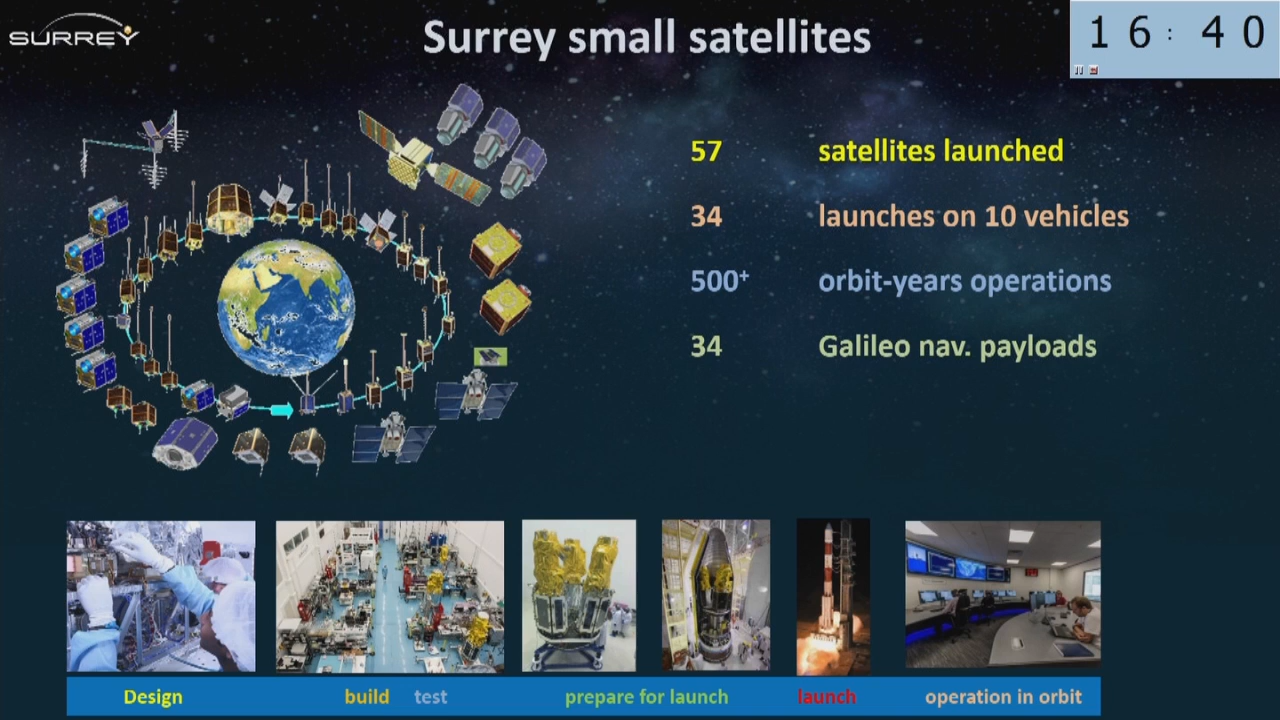 SURREY
Surrey small satellites
16:40
57 satellites launched
34 launches on 10 vehicles
500+ orbit-years operations
34 Galileo nav. payloads
Design build test prepare for launch launch operation in orbit